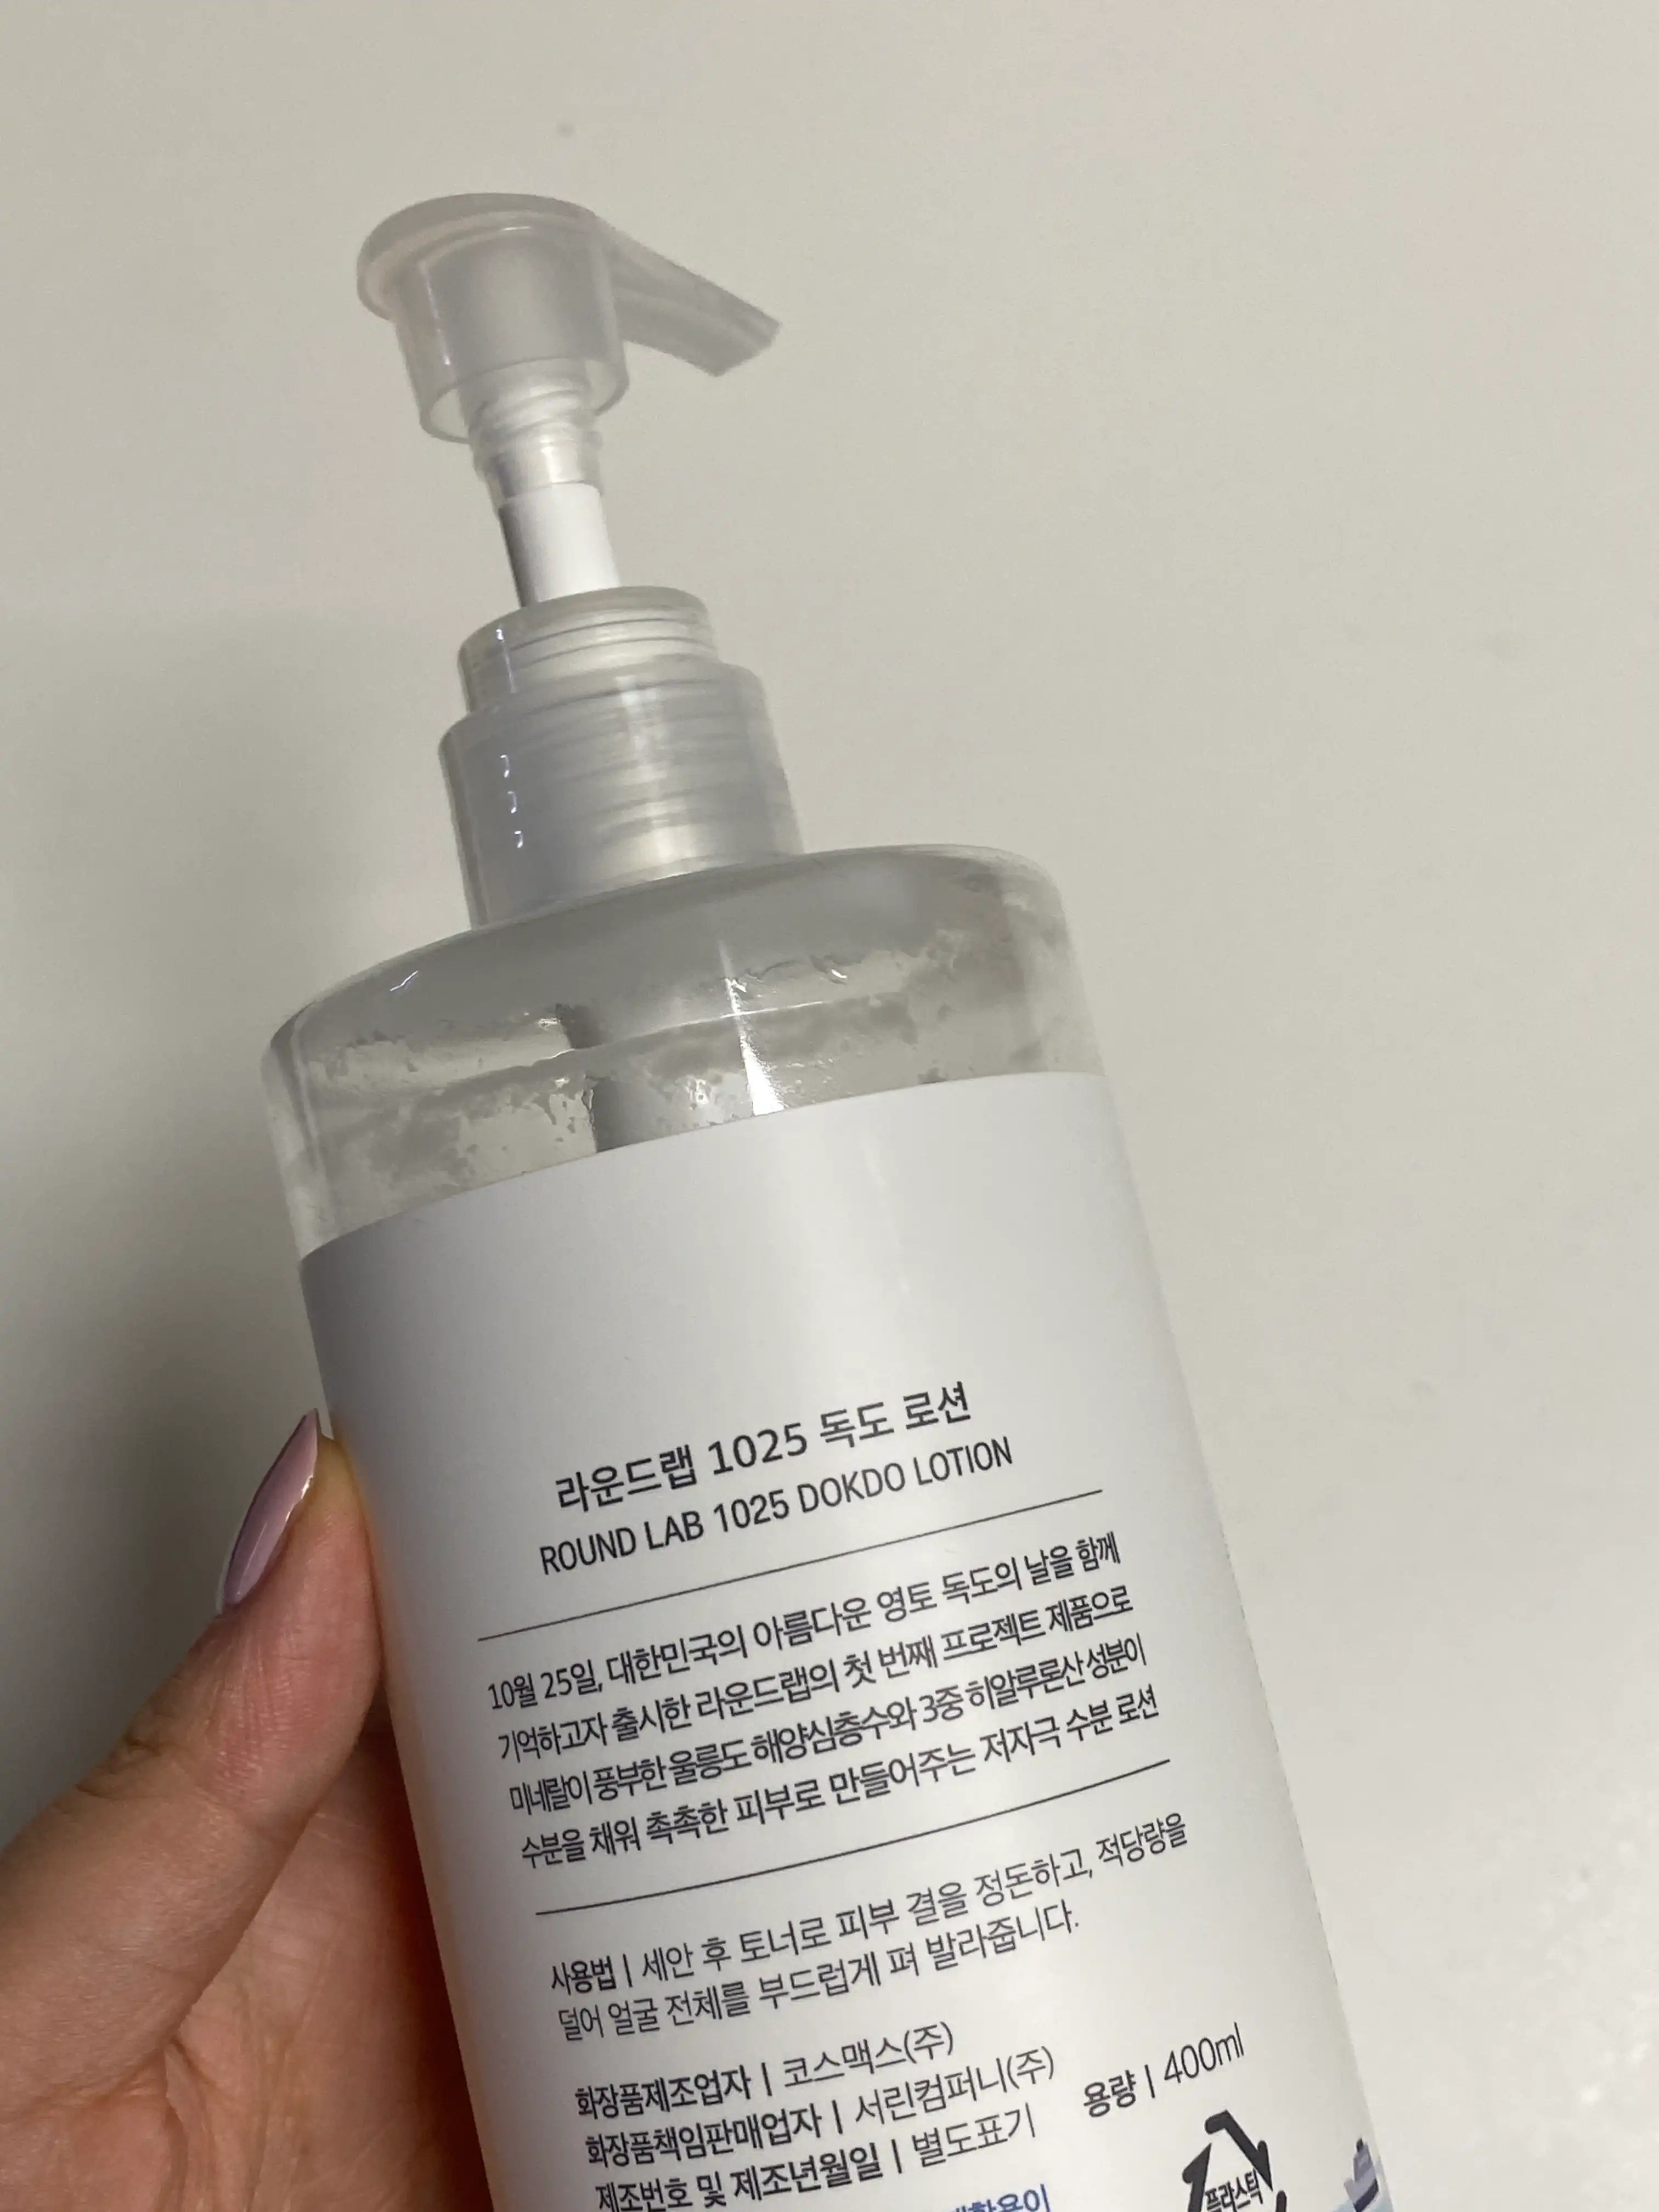 라운드랩 1025 독도 로션
ROUND LAB 1025 DOKDO LOTION
10월 25일, 대한민국의 아름다운 영토 독도의 날을 함께
기억하고자 출시한 라운드랩의 첫 번째 프로젝트 제품으로
미네랄이 풍부한 울릉도 해양심층수와 3중 히알루론산 성분이
수분을 채워 촉촉한 피부로 만들어주는 저자극 수분 로션
사용법 | 세안 후 토너로 피부 결을 정돈하고, 적당량을
덜어 얼굴 전체를 부드럽게 펴 발라줍니다.
화장품제조업자 | 코스맥스(주)
화장품책임판매업자 | 서린컴퍼니(주)
제조번호 및 제조년월일 | 별도표기
용량 | 400ml
플라스틱